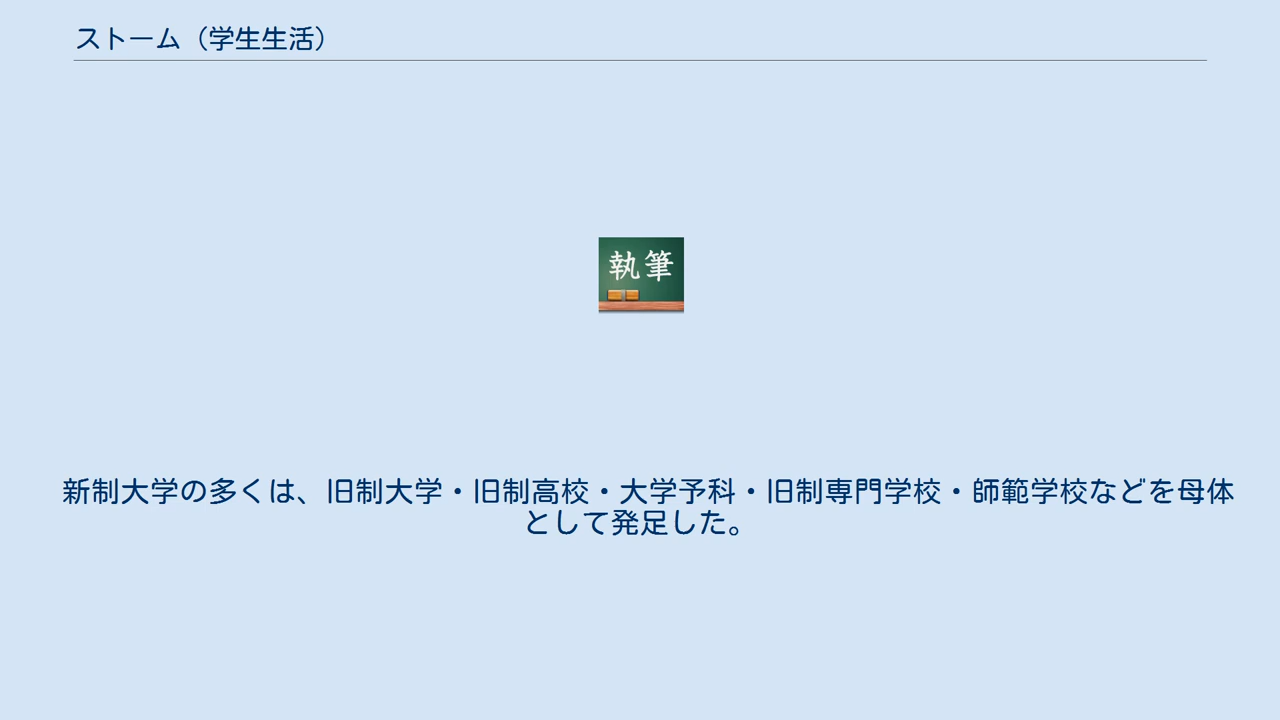 ストーム（学生生活）
執筆
新制大学の多くは、旧制大学・旧制高校・大学予科・旧制専門学校・師範学校などを母体
として発足した。